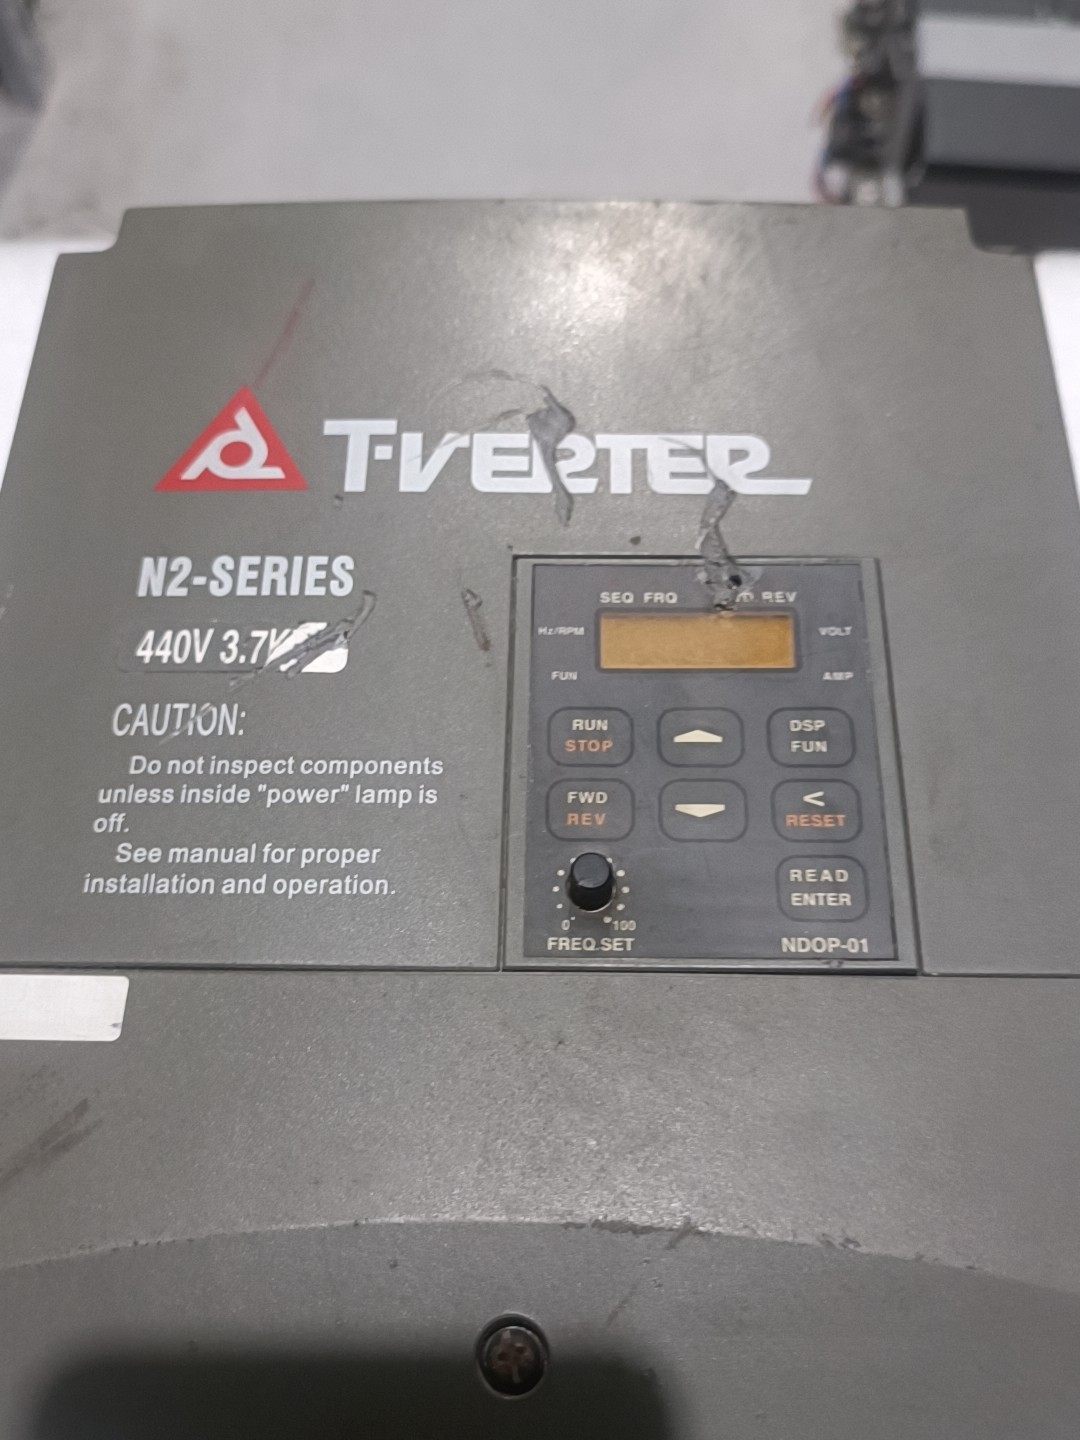 T-VERTER
N2-SERIES
440V 3.7K
CAUTION:
Do not inspect components
unless inside "power" lamp is
off.
See manual for proper
installation and operation.
SEQ FRQ REV
Hz/RPM VOLT
FUN AMP
RUN
STOP
DSP
FUN
FWD
REV
<
RESET
READ
ENTER
0 100
FREQ.SET
NDOP-01